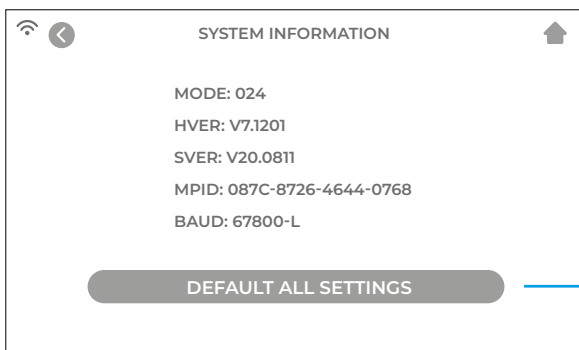 SYSTEM INFORMATION
MODE: 024
HVER: V7.1201
SVER: V20.0811
MPID: 087C-8726-4644-0768
BAUD: 67800-L
DEFAULT ALL SETTINGS